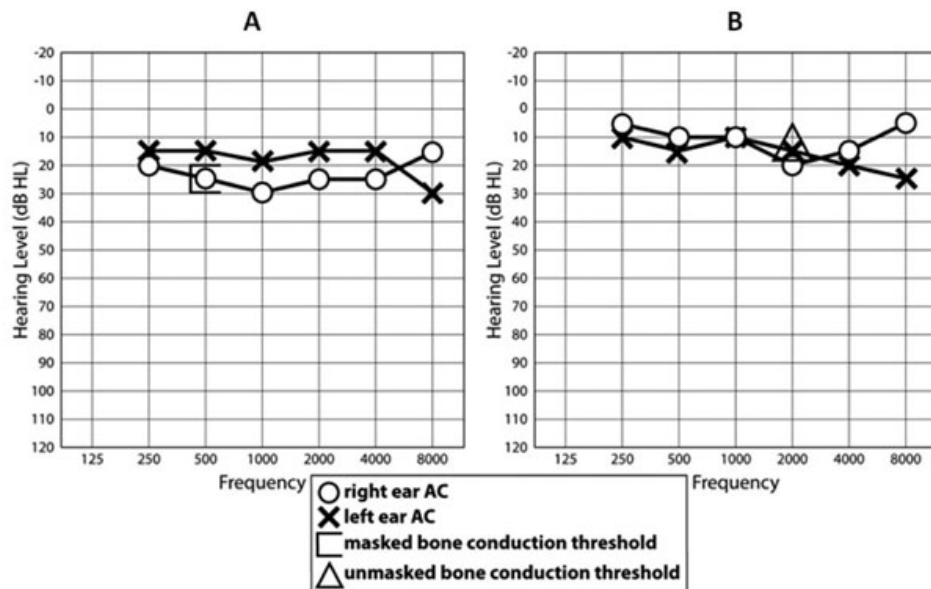 A
B
-20
-10
0
10
20
30
40
50
60
70
80
90
100
110
120
Hearing Level (dB HL)
125 250 500 1000 2000 4000 8000
Frequency
-20
-10
0
10
20
30
40
50
60
70
80
90
100
110
120
Hearing Level (dB HL)
125 250 500 1000 2000 4000 8000
Frequency
right ear AC
left ear AC
masked bone conduction threshold
unmasked bone conduction threshold